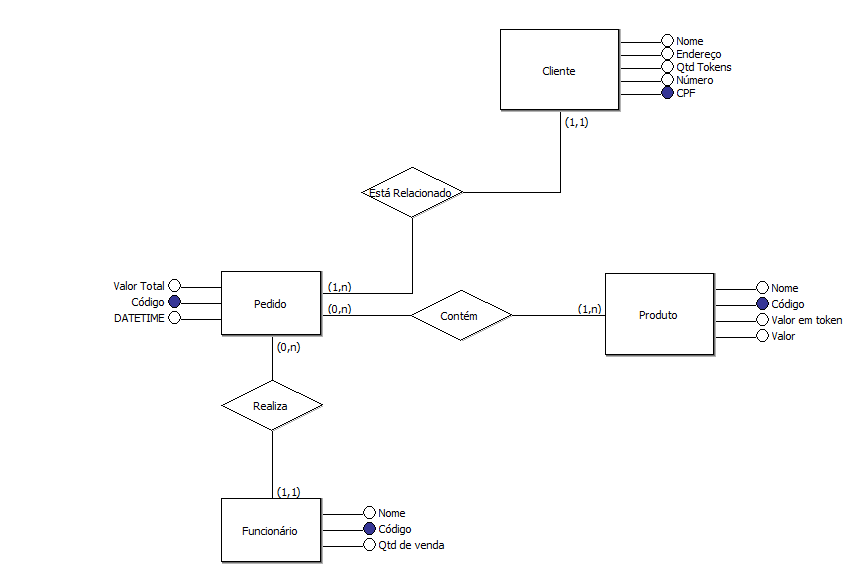 Cliente
Nome
Endereço
Qtd Tokens
Número
CPF
(1,1)
Está Relacionado
Valor Total
Código
DATETIME
Pedido
(1,n)
(0,n)
Contém
(1,n)
Produto
Nome
Código
Valor em token
Valor
(0,n)
Realiza
(1,1)
Funcionário
Nome
Código
Qtd de venda